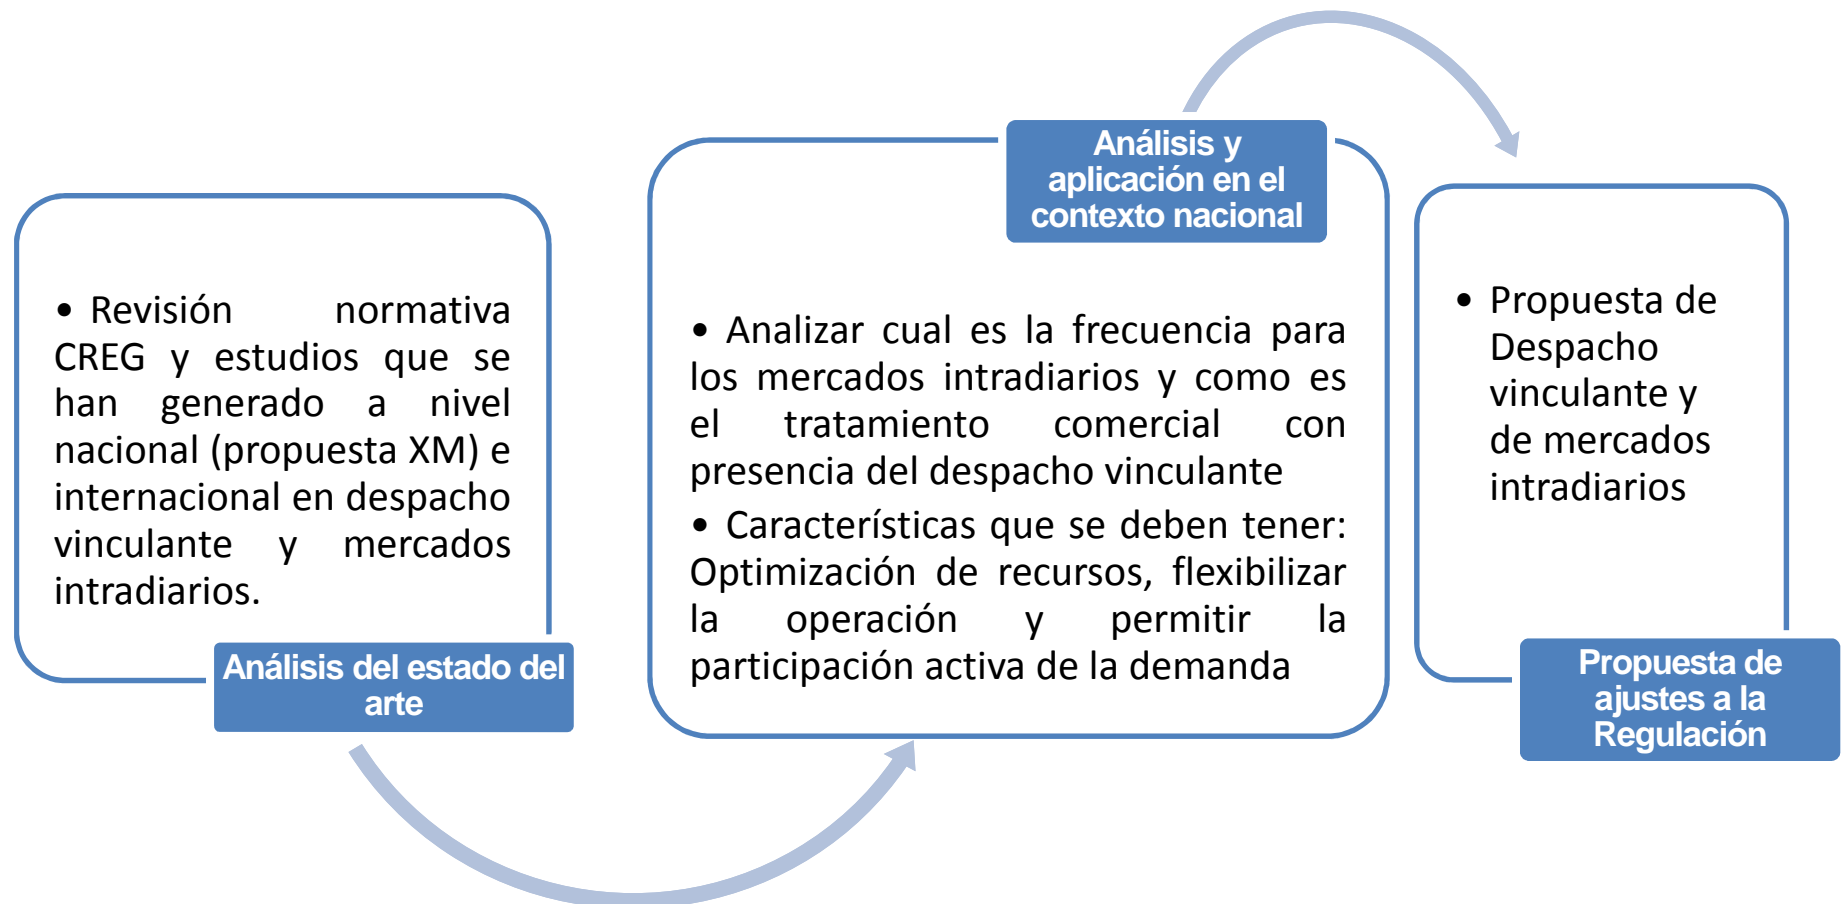 • Revisión normativa
CREG y estudios que se
han generado a nivel
nacional (propuesta XM) e
internacional en despacho
vinculante y mercados
intradiarios.
Análisis del estado del
arte
Análisis y
aplicación en el
contexto nacional
• Analizar cual es la frecuencia para
los mercados intradiarios y como es
el tratamiento comercial con
presencia del despacho vinculante
• Características que se deben tener:
Optimización de recursos, flexibilizar
la operación y permitir la
participación activa de la demanda
• Propuesta de
Despacho
vinculante y
de mercados
intradiarios
Propuesta de
ajustes a la
Regulación